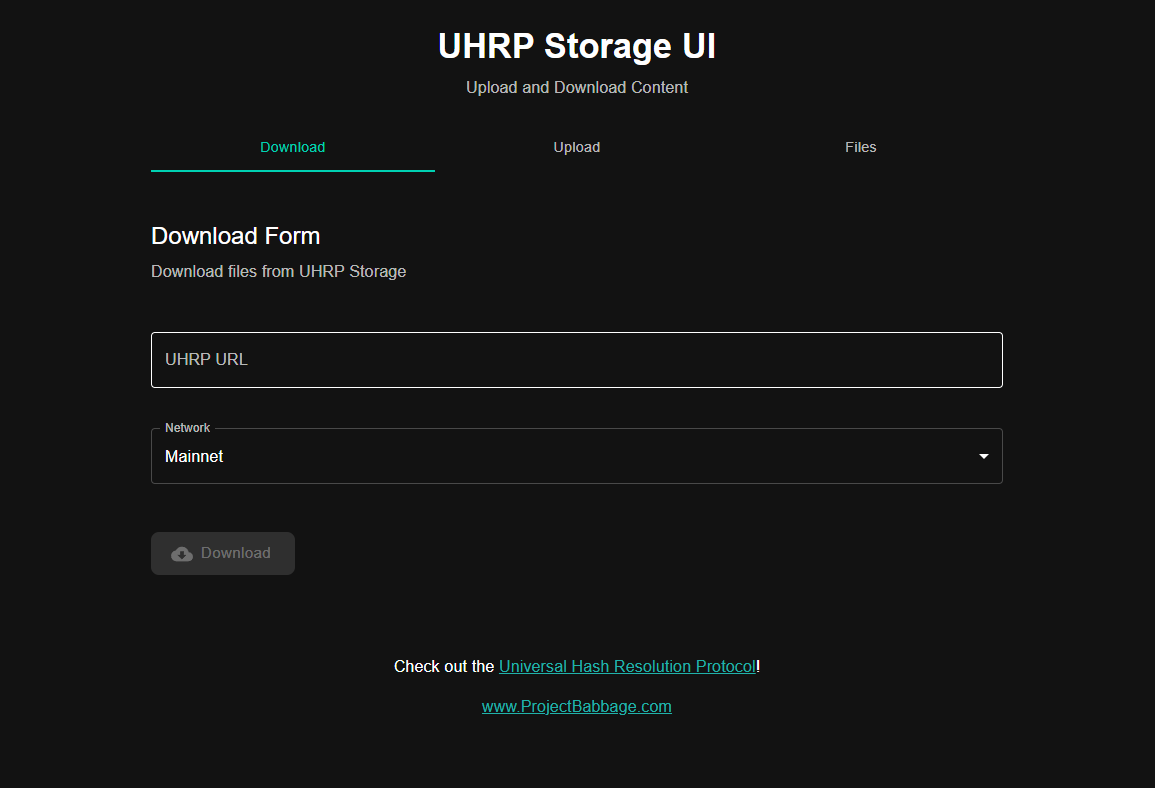 UHRP Storage UI
Upload and Download Content
Download Upload Files
Download Form
Download files from UHRP Storage
UHRP URL
Network
Mainnet
Download
Check out the Universal Hash Resolution Protocol!
www.ProjectBabbage.com